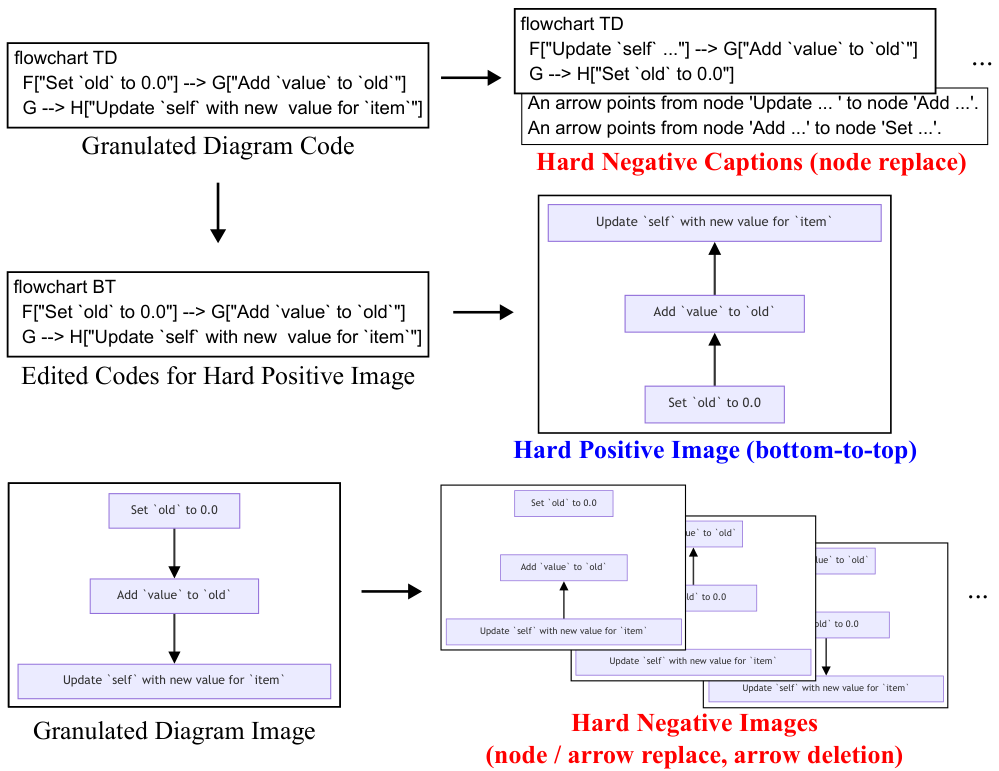 flowchart TD
F["Set `old` to 0.0"] --> G["Add `value` to `old`"]
G --> H["Update `self` with new  value for `item`"]
Granulated Diagram Code
flowchart TD
F["Update `self` ..."] --> G["Add `value` to `old`"]
G --> H["Set `old` to 0.0"]
...
An arrow points from node 'Update ... ' to node 'Add ...'.
An arrow points from node 'Add ...' to node 'Set ...'.
Hard Negative Captions (node replace)
flowchart BT
F["Set `old` to 0.0"] --> G["Add `value` to `old`"]
G --> H["Update `self` with new  value for `item`"]
Edited Codes for Hard Positive Image
Update `self` with new value for `item`
Add `value` to `old`
Set `old` to 0.0
Hard Positive Image (bottom-to-top)
Set `old` to 0.0
Add `value` to `old`
Update `self` with new value for `item`
Granulated Diagram Image
Set `old` to 0.0
Add `value` to `old`
Update `self` with new value for `item`
to `old`
to 0.0
Update `self` with new value for `item`
to `old`
to 0.0
Update `self` with new value for `item`
...
Hard Negative Images
(node / arrow replace, arrow deletion)